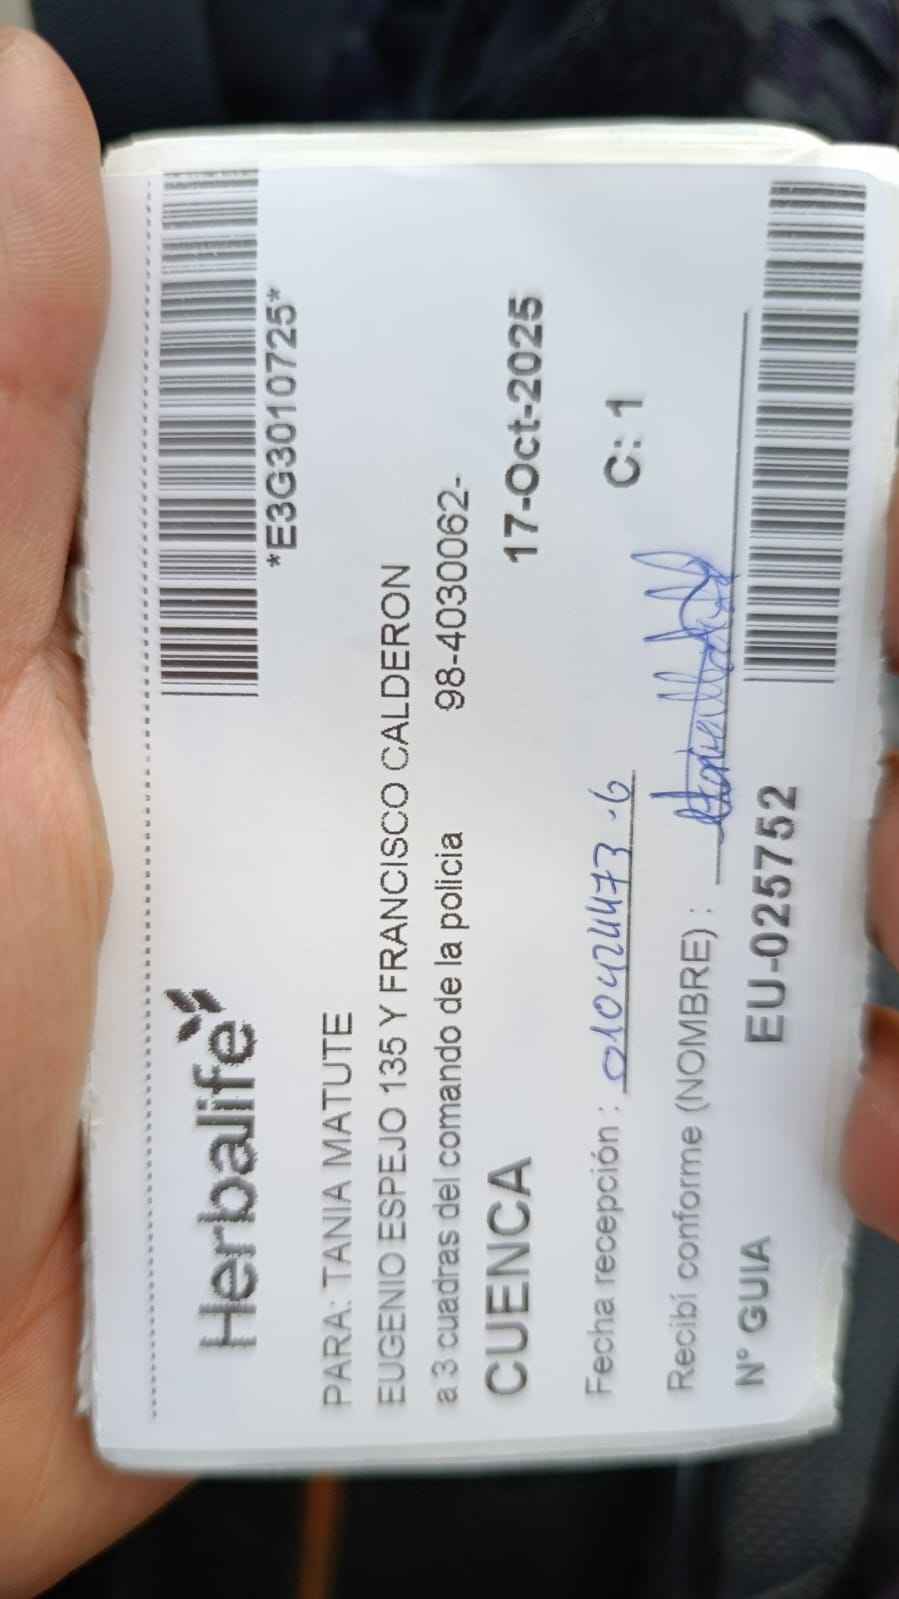 Herbalife
*E3G3010725*
PARA: TANIA MATUTE
EUGENIO ESPEJO 135 Y FRANCISCO CALDERON
a 3 cuadras del comando de la policia 98-4030062-
CUENCA 17-Oct-2025
Fecha recepción : 010424473-6
C: 1
Recibí conforme (NOMBRE) :
N° GUIA EU-025752